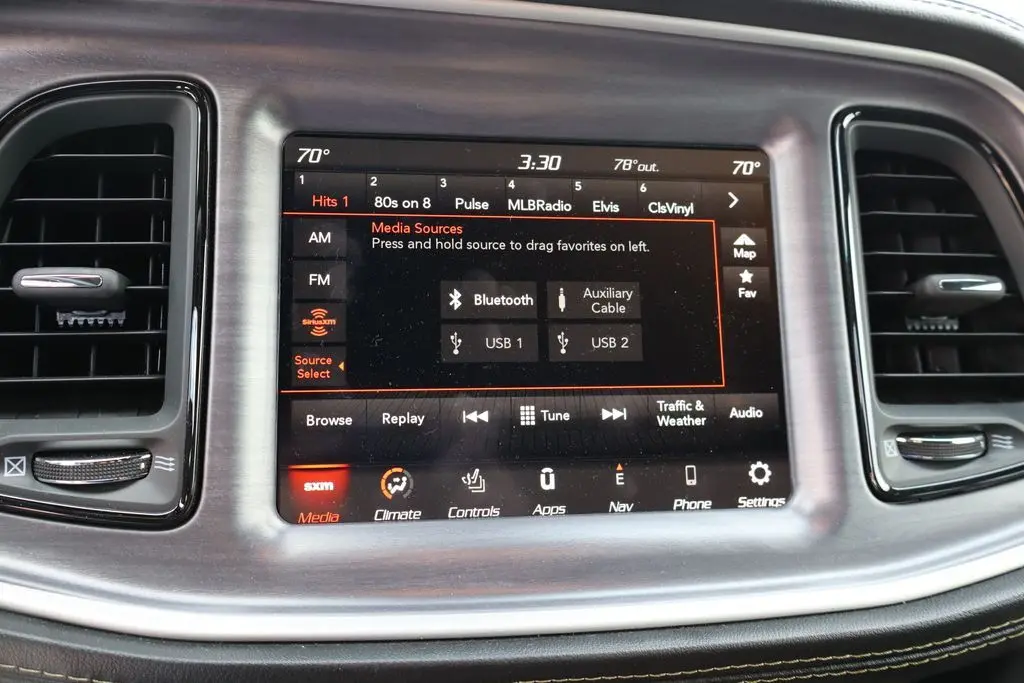 70° 3:30 78°out. 70°
1 2 3 4 5 6
Hits 1 80s on 8 Pulse MLBRadio Elvis ClsVinyl
AM
Media Sources
Press and hold source to drag favorites on left.
Map
FM
Fav
Bluetooth
Auxiliary
Cable
SiriusXM
USB 1 USB 2
Source
Select
Browse Replay Tune
Traffic &
Weather
Audio
sxm
E
Media Climate Controls Apps Nav Phone Settings